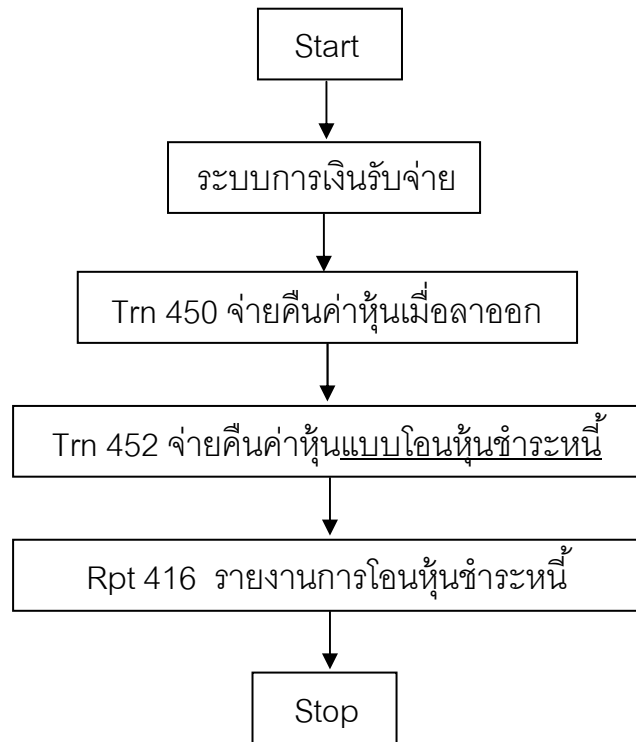 Start
ระบบการเงินรับจ่าย
Trn 450 จ่ายคืนค่าหุ้นเมื่อลาออก
Trn 452 จ่ายคืนค่าหุ้นแบบโอนหุ้นชำระหนี้
Rpt 416 รายงานการโอนหุ้นชำระหนี้
Stop